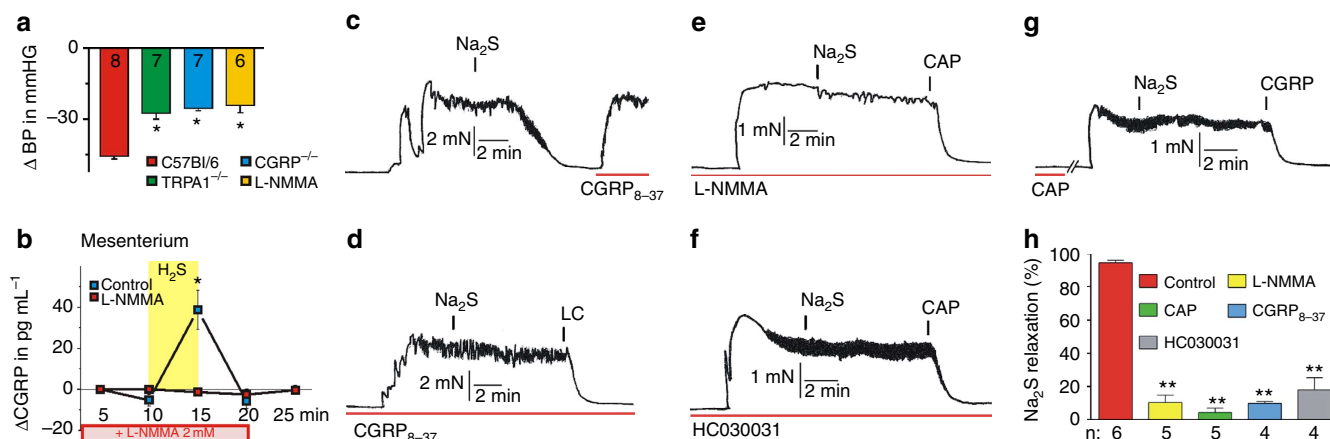 a
Δ BP in mmHG
0
–30
8
7
7
6
* * *
C57Bl/6
CGRP–/–
TRPA1–/–
L-NMMA
b
Mesenterium
ΔCGRP in pg mL–1
40
20
0
–20
Control
L-NMMA
H2S
*
5 10 15 20 25 min
+ L-NMMA 2 mM
c
Na2S
2 mN
2 min
CGRP8–37
d
Na2S
LC
2 mN
2 min
CGRP8–37
e
Na2S
CAP
1 mN
2 min
L-NMMA
f
Na2S
CAP
1 mN
2 min
HC030031
g
Na2S
CGRP
1 mN
2 min
CAP
h
Na2S relaxation (%)
100
80
60
40
20
0
Control
L-NMMA
CAP
CGRP8–37
HC030031
** ** ** **
n: 6 5 5 4 4